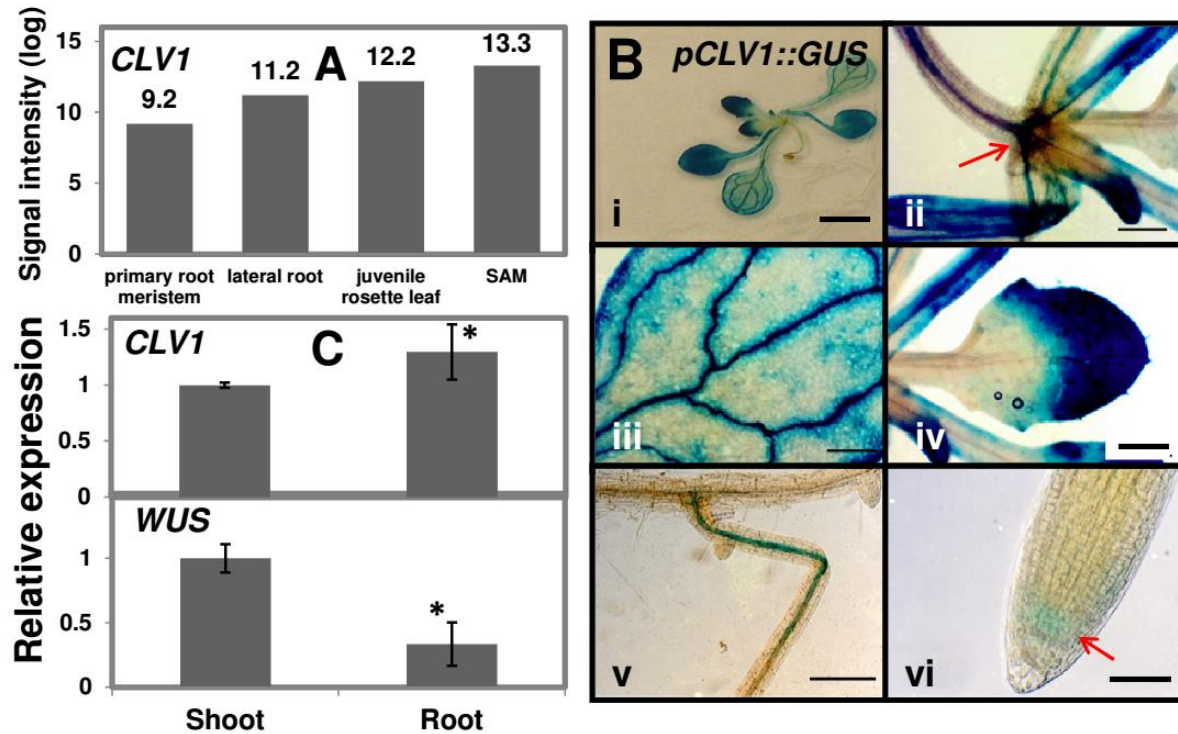 Signal intensity (log)
15
10
5
0
CLV1
A
9.2
11.2
12.2
13.3
primary root
meristem
lateral root
juvenile
rosette leaf
SAM
Relative expression
1.5
1
0.5
0
CLV1
C
*
1
0.5
0
WUS
*
Shoot
Root
B
pCLV1::GUS
i
ii
iii
iv
v
vi